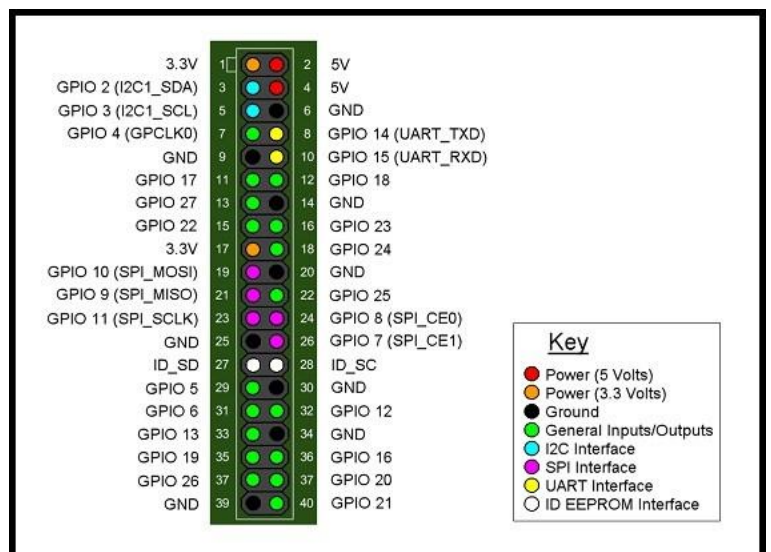 3.3V 1 2 5V
GPIO 2 (I2C1_SDA) 3 4 5V
GPIO 3 (I2C1_SCL) 5 6 GND
GPIO 4 (GPCLK0) 7 8 GPIO 14 (UART_TXD)
GND 9 10 GPIO 15 (UART_RXD)
GPIO 17 11 12 GPIO 18
GPIO 27 13 14 GND
GPIO 22 15 16 GPIO 23
3.3V 17 18 GPIO 24
GPIO 10 (SPI_MOSI) 19 20 GND
GPIO 9 (SPI_MISO) 21 22 GPIO 25
GPIO 11 (SPI_SCLK) 23 24 GPIO 8 (SPI_CE0)
GND 25 26 GPIO 7 (SPI_CE1)
ID_SD 27 28 ID_SC
GPIO 5 29 30 GND
GPIO 6 31 32 GPIO 12
GPIO 13 33 34 GND
GPIO 19 35 36 GPIO 16
GPIO 26 37 37 GPIO 20
GND 39 40 GPIO 21
Key
Power (5 Volts)
Power (3.3 Volts)
Ground
General Inputs/Outputs
I2C Interface
SPI Interface
UART Interface
ID EEPROM Interface